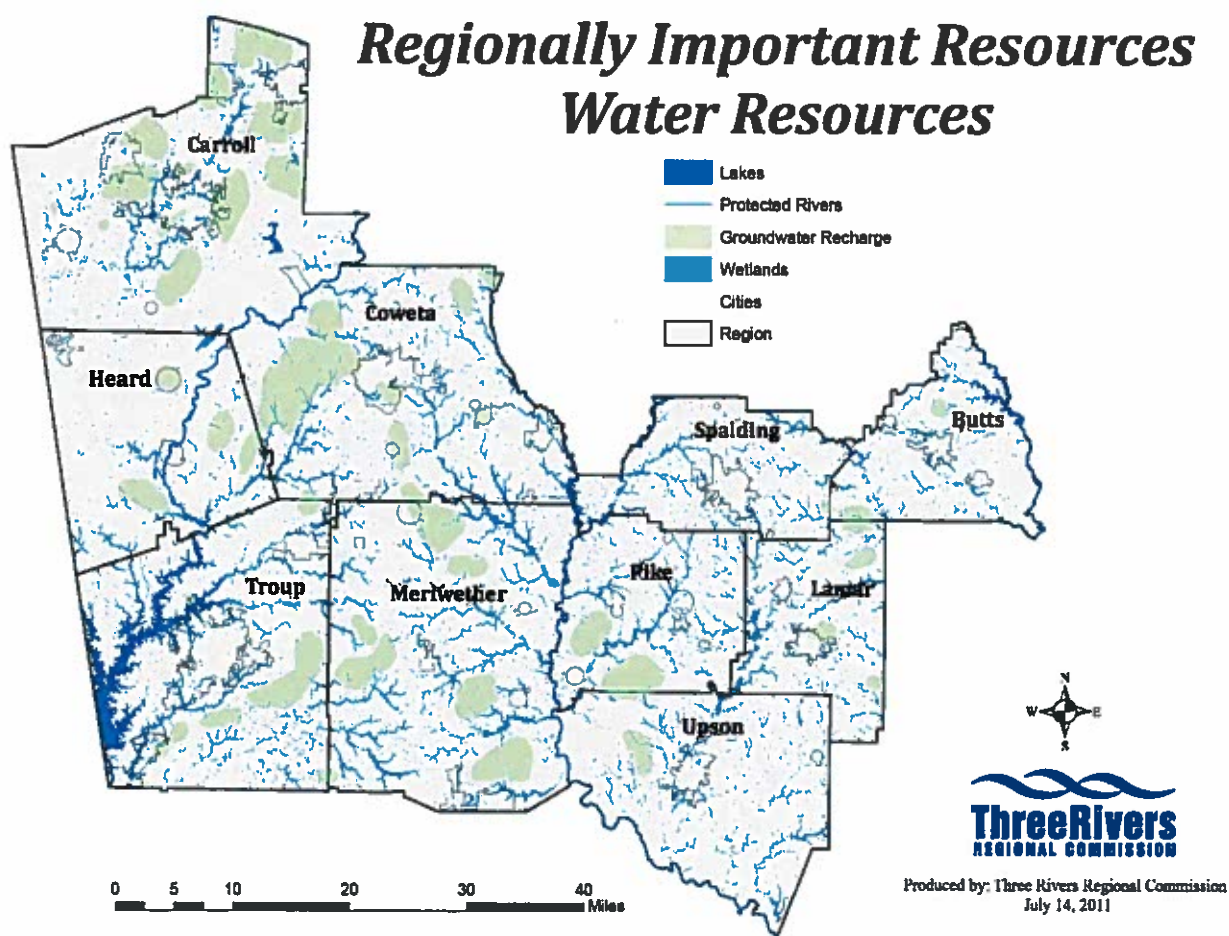 Regionally Important Resources
Water Resources
Lakes
Protected Rivers
Groundwater Recharge
Wetlands
Cities
Region
Carroll
Coweta
Heard
Butts
Spalding
Troup
Meriwether
Pike
Lamar
Upson
N
W E
S
ThreeRivers
REGIONAL COMMISSION
0 5 10 20 30 40
Miles
Produced by: Three Rivers Regional Commission
July 14, 2011